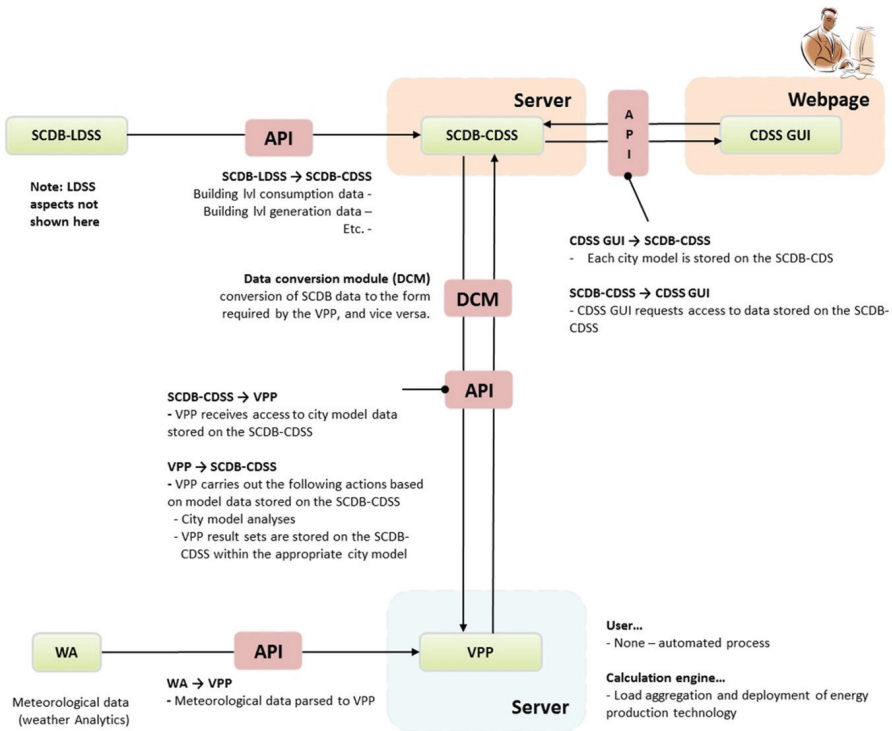 Server
Webpage
SCDB-LDSS
API
SCDB-CDSS
A
P
I
CDSS GUI
Note: LDSS
aspects not
shown here
SCDB-LDSS → SCDB-CDSS
Building lvl consumption data -
Building lvl generation data –
Etc. -
CDSS GUI → SCDB-CDSS
- Each city model is stored on the SCDB-CDS
SCDB-CDSS → CDSS GUI
- CDSS GUI requests access to data stored on the SCDB-
CDSS
Data conversion module (DCM)
conversion of SCDB data to the form
required by the VPP, and vice versa.
DCM
API
SCDB-CDSS → VPP
- VPP receives access to city model data
stored on the SCDB-CDSS
VPP → SCDB-CDSS
- VPP carries out the following actions based
on model data stored on the SCDB-CDSS
- City model analyses
- VPP result sets are stored on the SCDB-
CDSS within the appropriate city model
WA
API
VPP
Server
Meteorological data
(weather Analytics)
WA → VPP
- Meteorological data parsed to VPP
User...
- None – automated process
Calculation engine...
- Load aggregation and deployment of energy
production technology